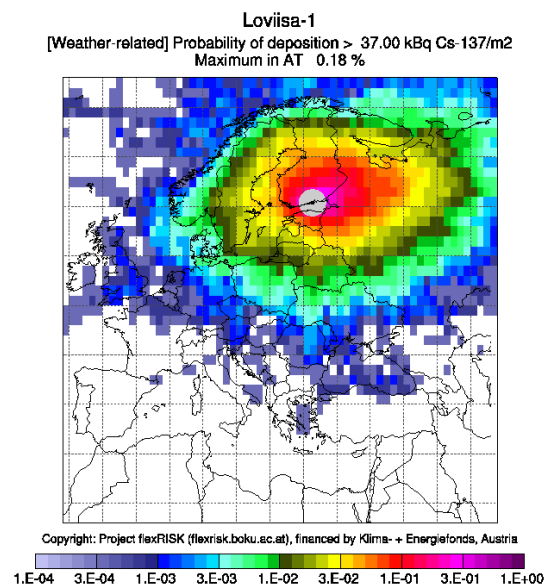 Loviisa-1
[Weather-related] Probability of deposition > 37.00 kBq Cs-137/m2
Maximum in AT 0.18 %
Copyright: Project flexRISK (flexrisk.boku.ac.at), financed by Klima- + Energiefonds, Austria
1.E-04 3.E-04 1.E-03 3.E-03 1.E-02 3.E-02 1.E-01 3.E-01 1.E+00